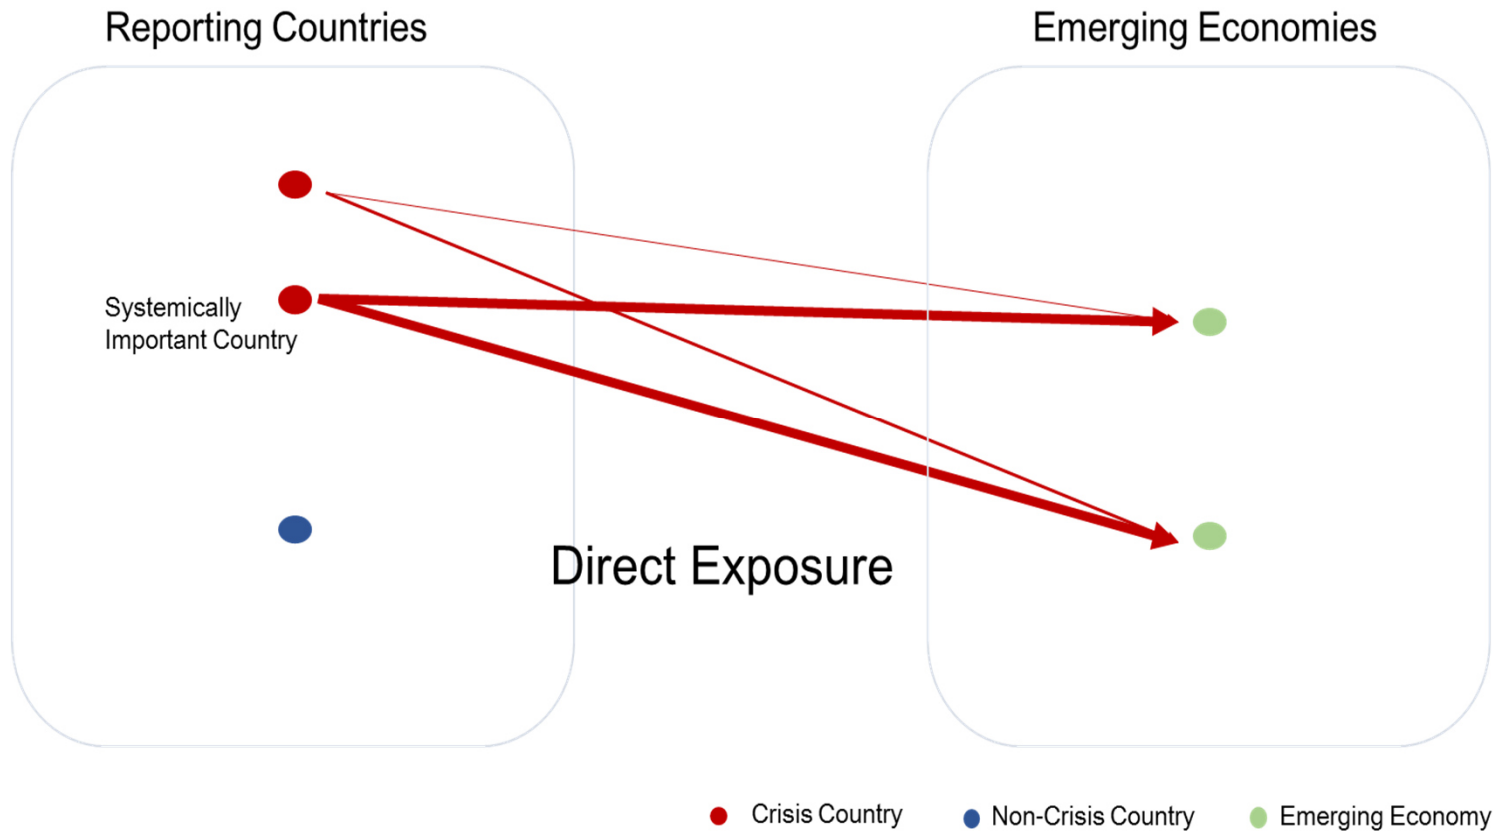 Reporting Countries
Emerging Economies
Systemically
Important Country
Direct Exposure
Crisis Country
Non-Crisis Country
Emerging Economy